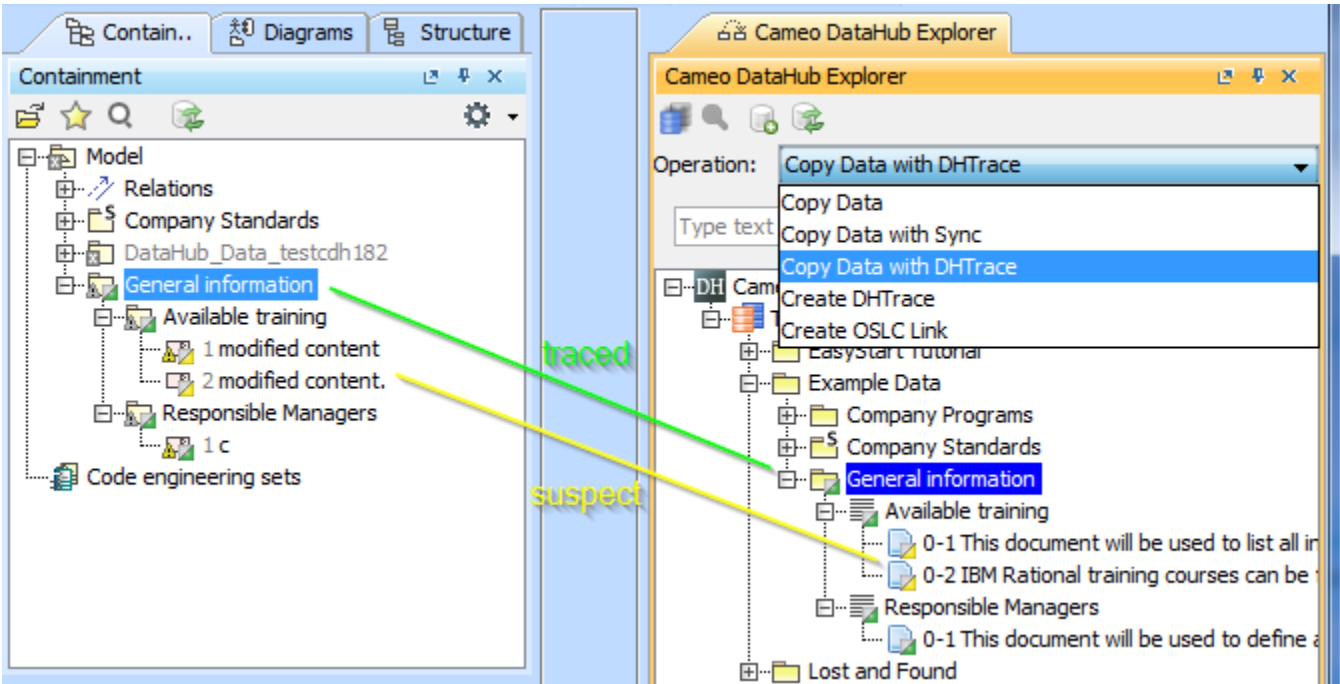 Contain..
Diagrams
Structure
Containment
Model
Relations
Company Standards
DataHub_Data_testcdh182
General information
Available training
1 modified content
2 modified content.
Responsible Managers
1 c
Code engineering sets
traced
suspect
Cameo DataHub Explorer
Cameo DataHub Explorer
Operation: Copy Data with DHTrace
Copy Data
Copy Data with Sync
Copy Data with DHTrace
Create DHTrace
Create OSLC Link
Type text
DH Came
T
EasyStart Tutorial
Example Data
Company Programs
Company Standards
General information
Available training
0-1 This document will be used to list all in
0-2 IBM Rational training courses can be
Responsible Managers
0-1 This document will be used to define a
Lost and Found